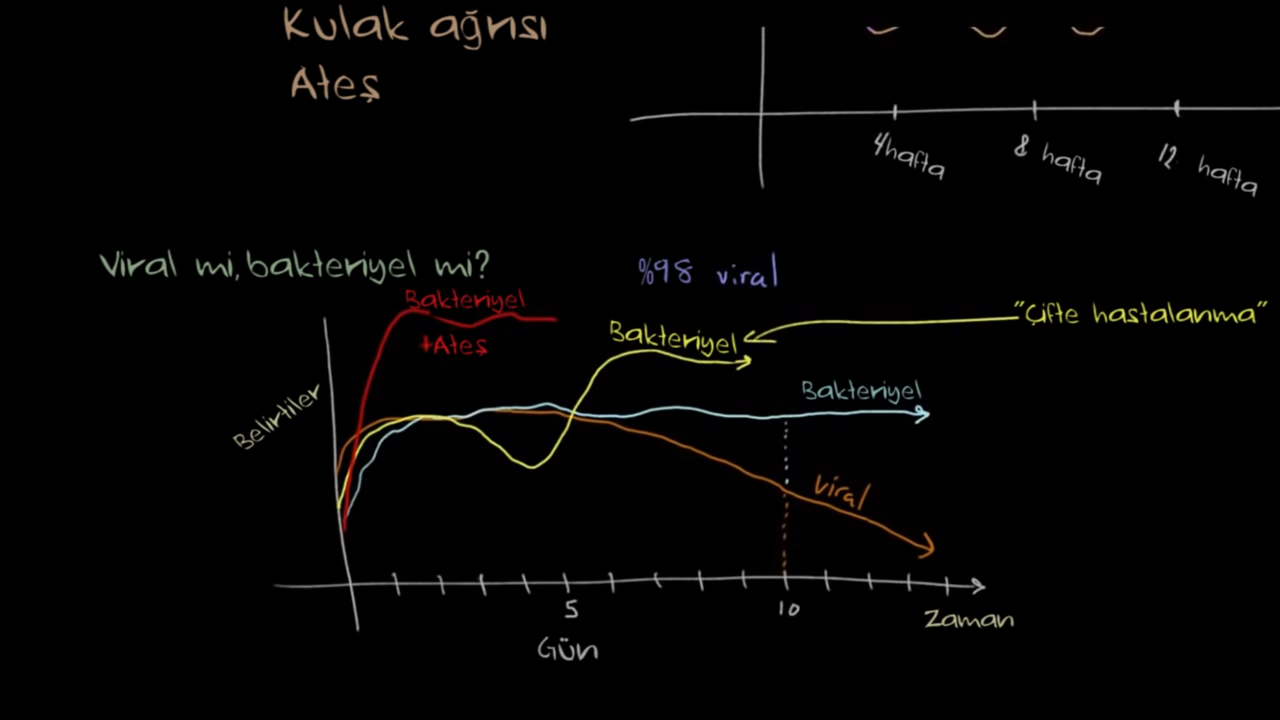 Kulak ağrısı
Ateş
4hafta
8 hafta
12 hafta
Viral mi, bakteriyel mi?
%98 viral
Bakteriyel
+Ateş
Bakteriyel
"Çifte hastalanma"
Bakteriyel
Belirtiler
viral
5
10
Zaman
Gün